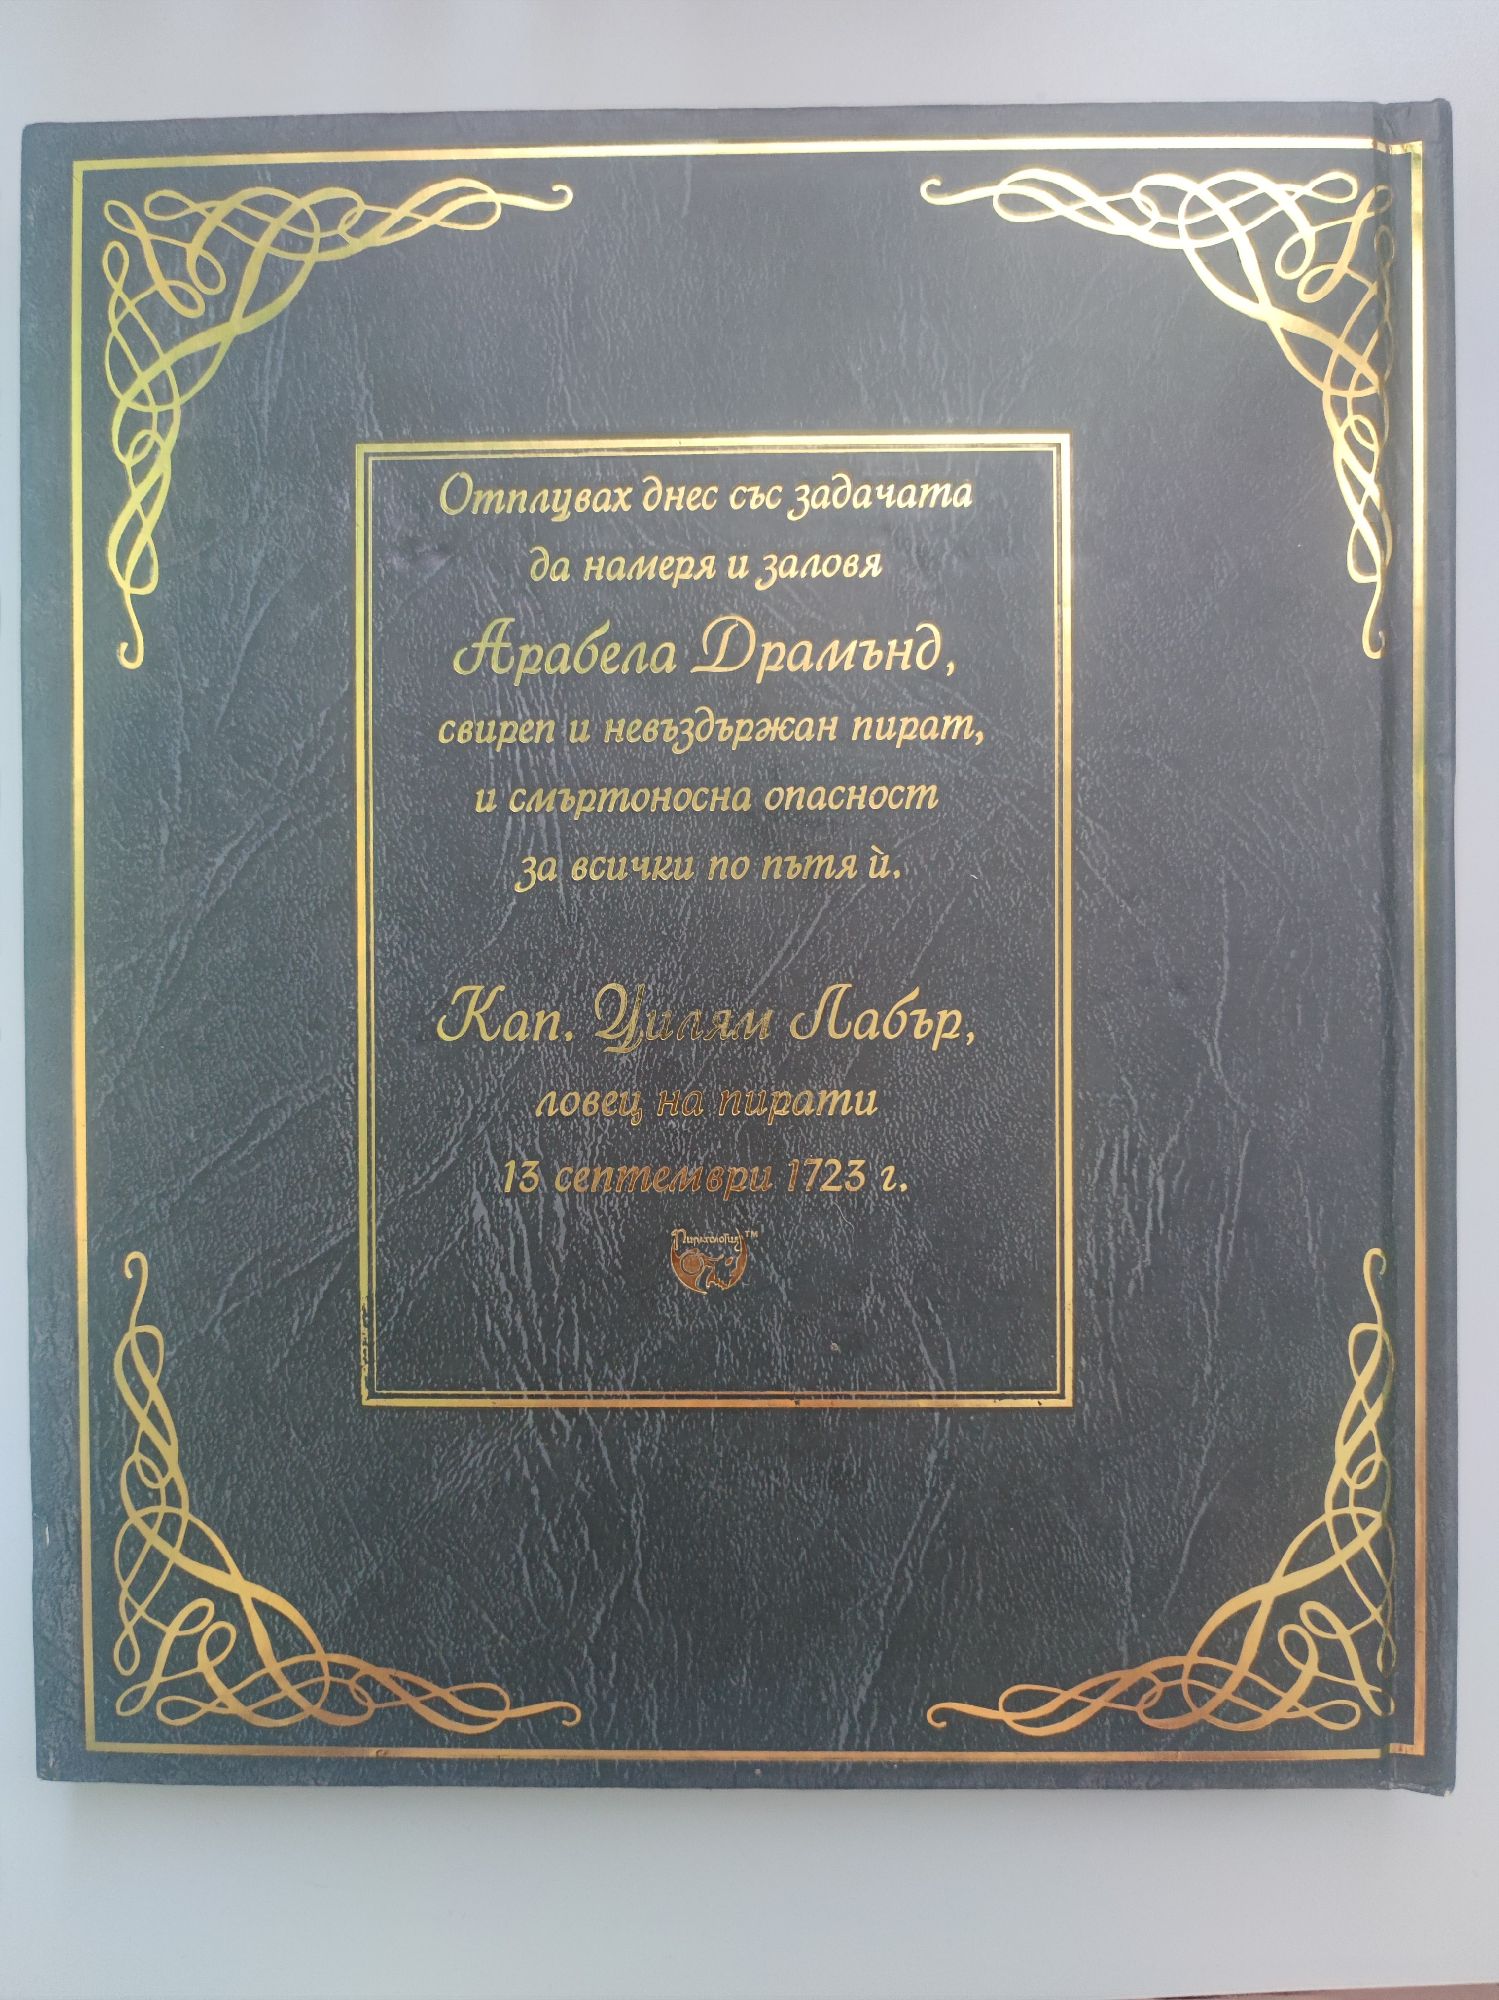 Отплувах днес със задачата
да намеря и заловя
Арабела Драмънд,
свиреп и невъздържан пират,
и смъртоносна опасност
за всички по пътя ѝ.
Кап. Уилям Лабър,
ловец на пирати
13 септември 1723 г.
Пиратология™